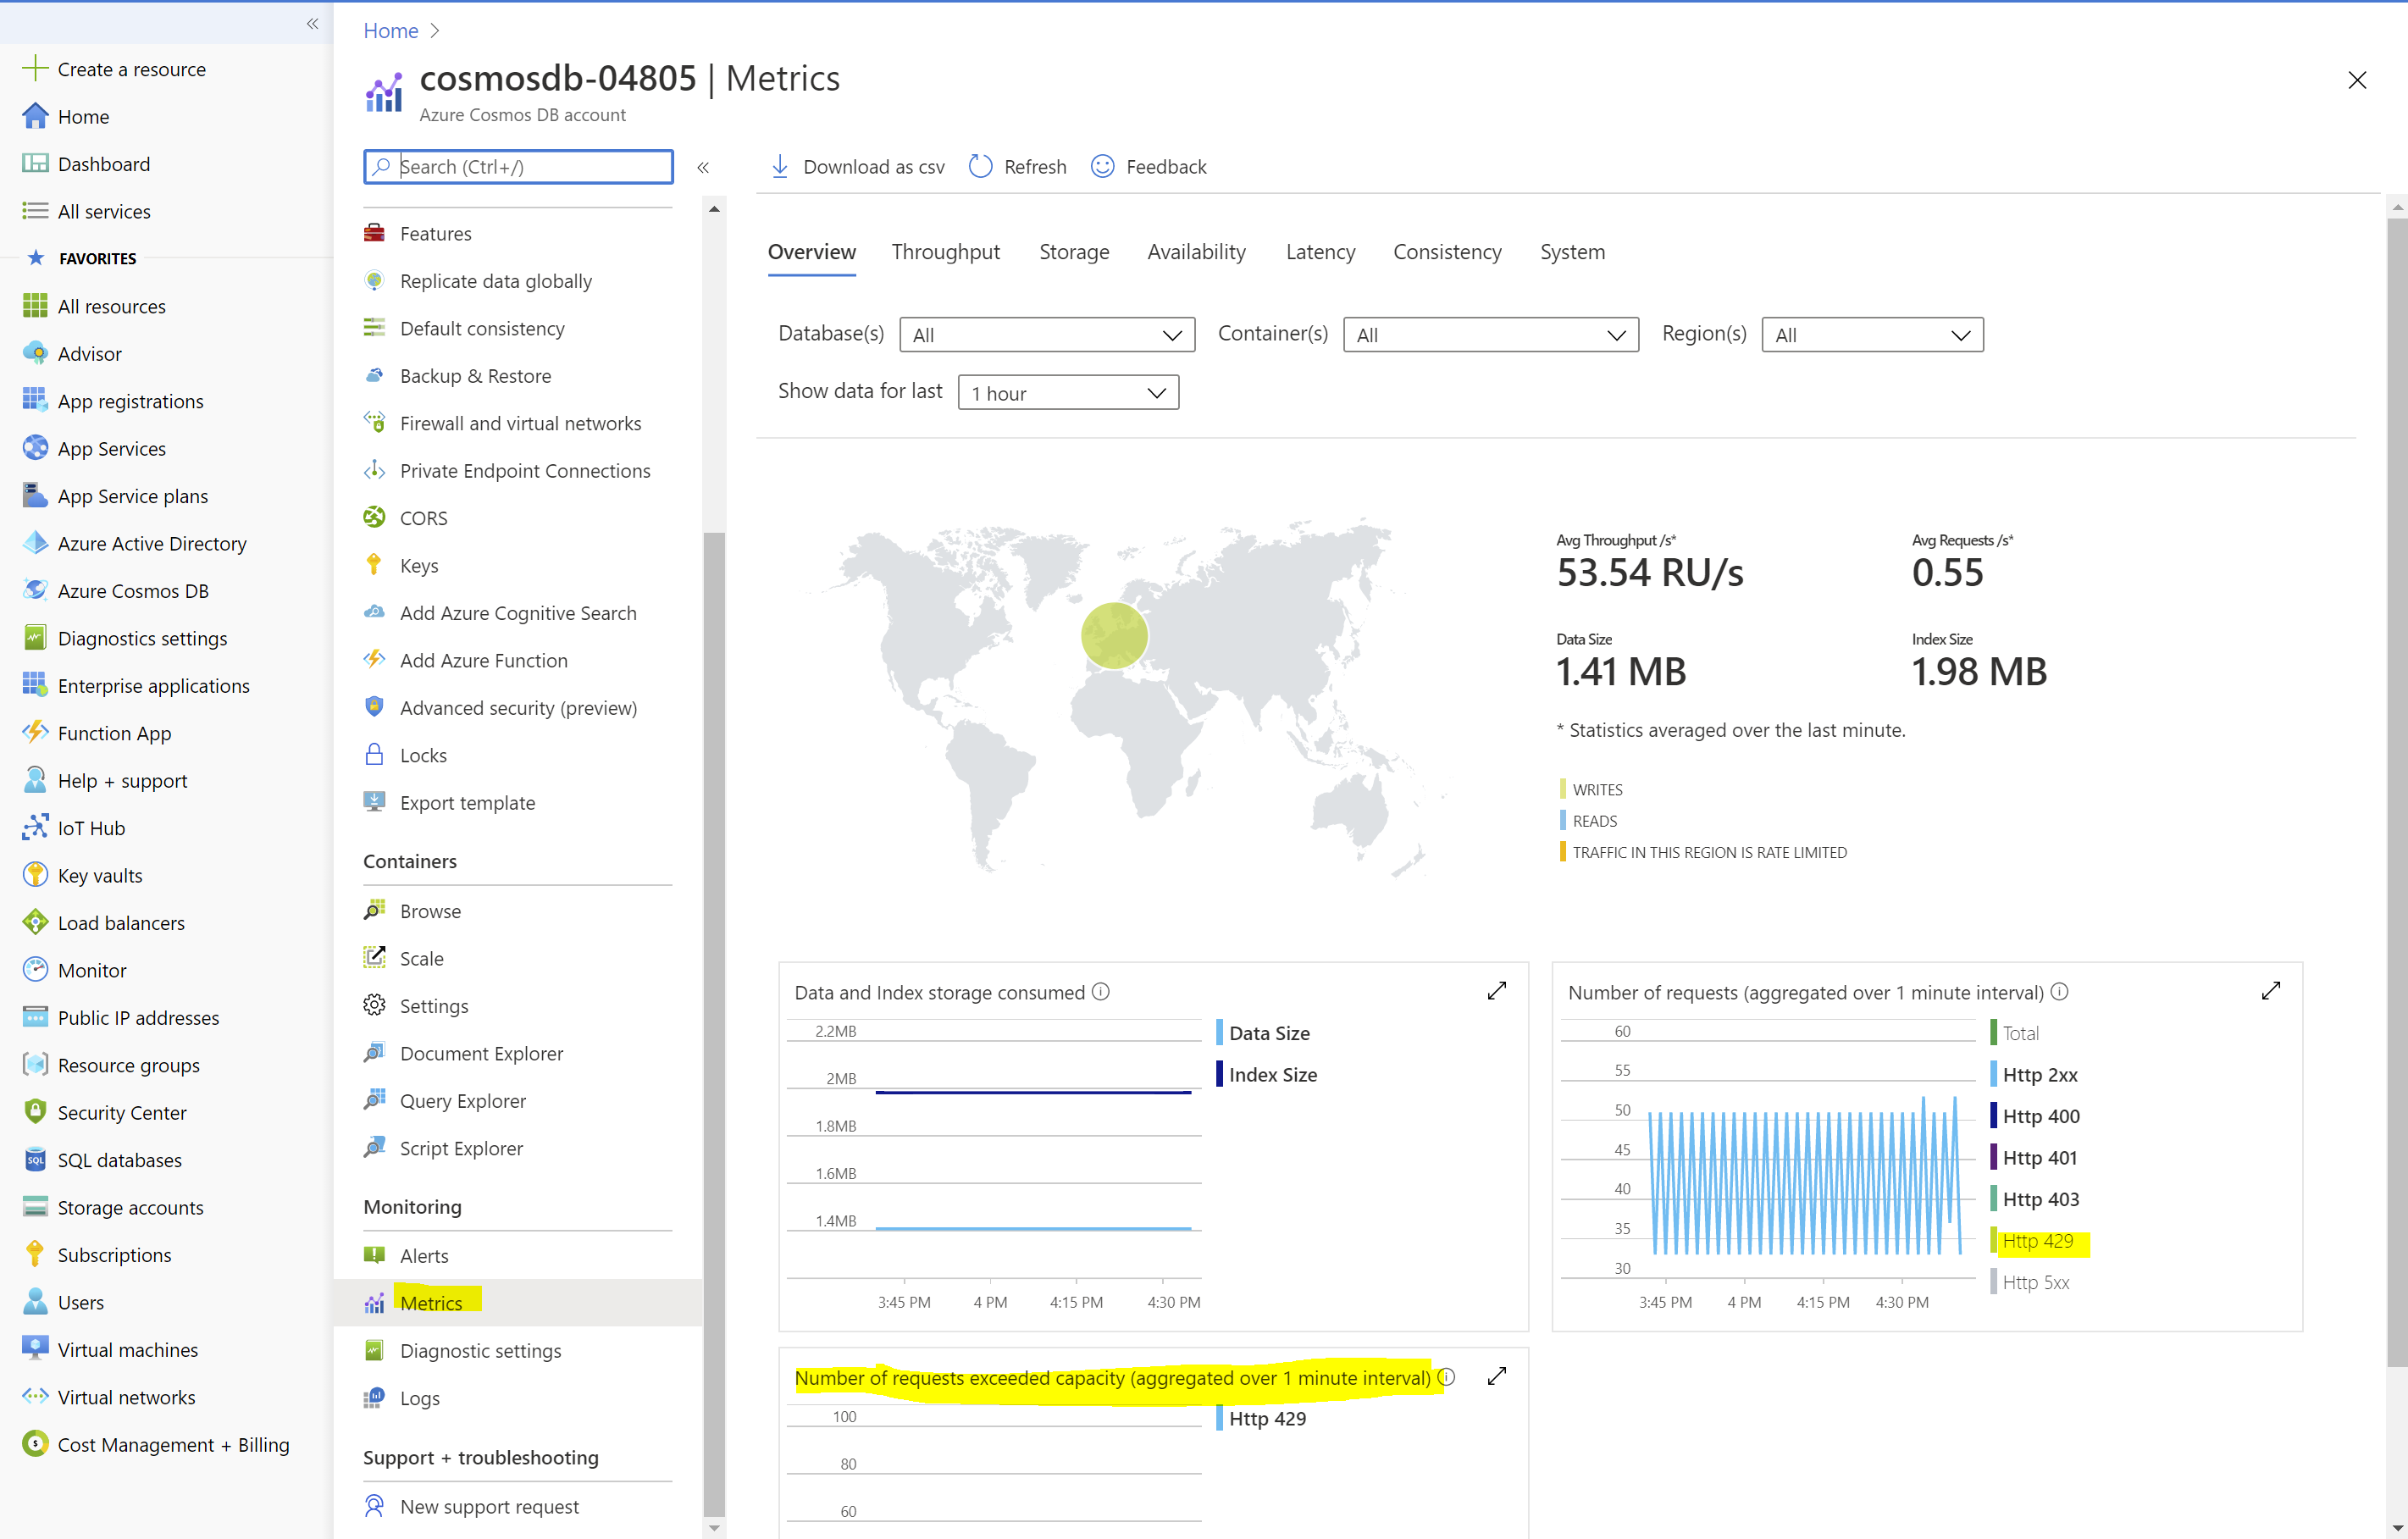 Create a resource
Home
Dashboard
All services
FAVORITES
All resources
Advisor
App registrations
App Services
App Service plans
Azure Active Directory
Azure Cosmos DB
Diagnostics settings
Enterprise applications
Function App
Help + support
IoT Hub
Key vaults
Load balancers
Monitor
Public IP addresses
Resource groups
Security Center
SQL databases
Storage accounts
Subscriptions
Users
Virtual machines
Virtual networks
Cost Management + Billing
Home
cosmosdb-04805 | Metrics
Azure Cosmos DB account
Search (Ctrl+/)
Features
Replicate data globally
Default consistency
Backup & Restore
Firewall and virtual networks
Private Endpoint Connections
CORS
Keys
Add Azure Cognitive Search
Add Azure Function
Advanced security (preview)
Locks
Export template
Containers
Browse
Scale
Settings
Document Explorer
Query Explorer
Script Explorer
Monitoring
Alerts
Metrics
Diagnostic settings
Logs
Support + troubleshooting
New support request
Download as csv Refresh Feedback
Overview Throughput Storage Availability Latency Consistency System
Database(s) All Container(s) All Region(s) All
Show data for last 1 hour
Avg Throughput /s* Avg Requests /s*
53.54 RU/s 0.55
Data Size Index Size
1.41 MB 1.98 MB
* Statistics averaged over the last minute.
WRITES
READS
TRAFFIC IN THIS REGION IS RATE LIMITED
Data and Index storage consumed
2.2MB
2MB
1.8MB
1.6MB
1.4MB
3:45 PM 4 PM 4:15 PM 4:30 PM
Data Size
Index Size
Number of requests (aggregated over 1 minute interval)
60
55
50
45
40
35
30
3:45 PM 4 PM 4:15 PM 4:30 PM
Total
Http 2xx
Http 400
Http 401
Http 403
Http 429
Http 5xx
Number of requests exceeded capacity (aggregated over 1 minute interval)
100
80
60
Http 429